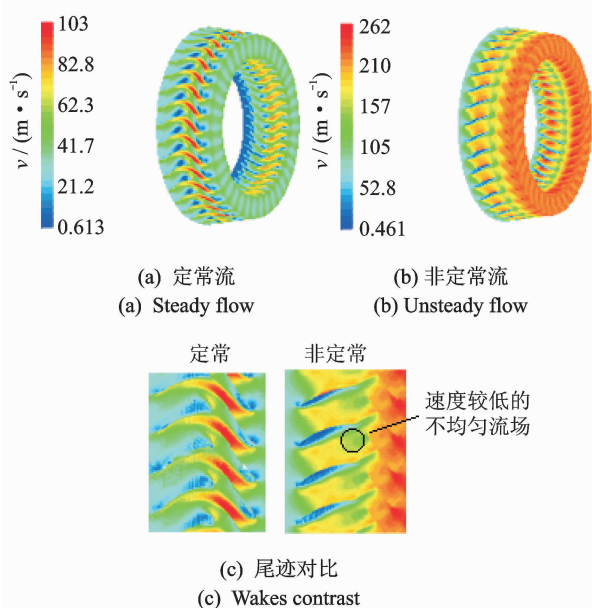 103
82.8
62.3
41.7
21.2
0.613
v / (m • s⁻¹)
262
210
157
105
52.8
0.461
v / (m • s⁻¹)
(a) 定常流
(a) Steady flow
(b) 非定常流
(b) Unsteady flow
定常
非定常
速度较低的
不均匀流场
(c) 尾迹对比
(c) Wakes contrast